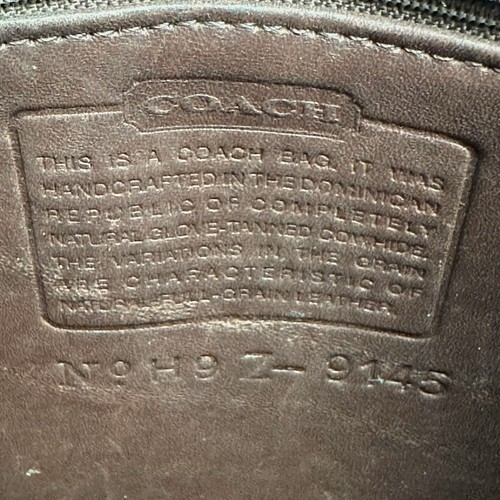 COACH
THIS IS A COACH BAG. IT WAS
HANDCRAFTED IN THE DOMINICAN
REPUBLIC OF COMPLETELY
NATURAL GLOVE-TANNED COWHIDE.
THE VARIATIONS IN THE GRAIN
ARE CHARACTERISTIC OF
NATURAL FULL-GRAIN LEATHER.
No H9Z-9145